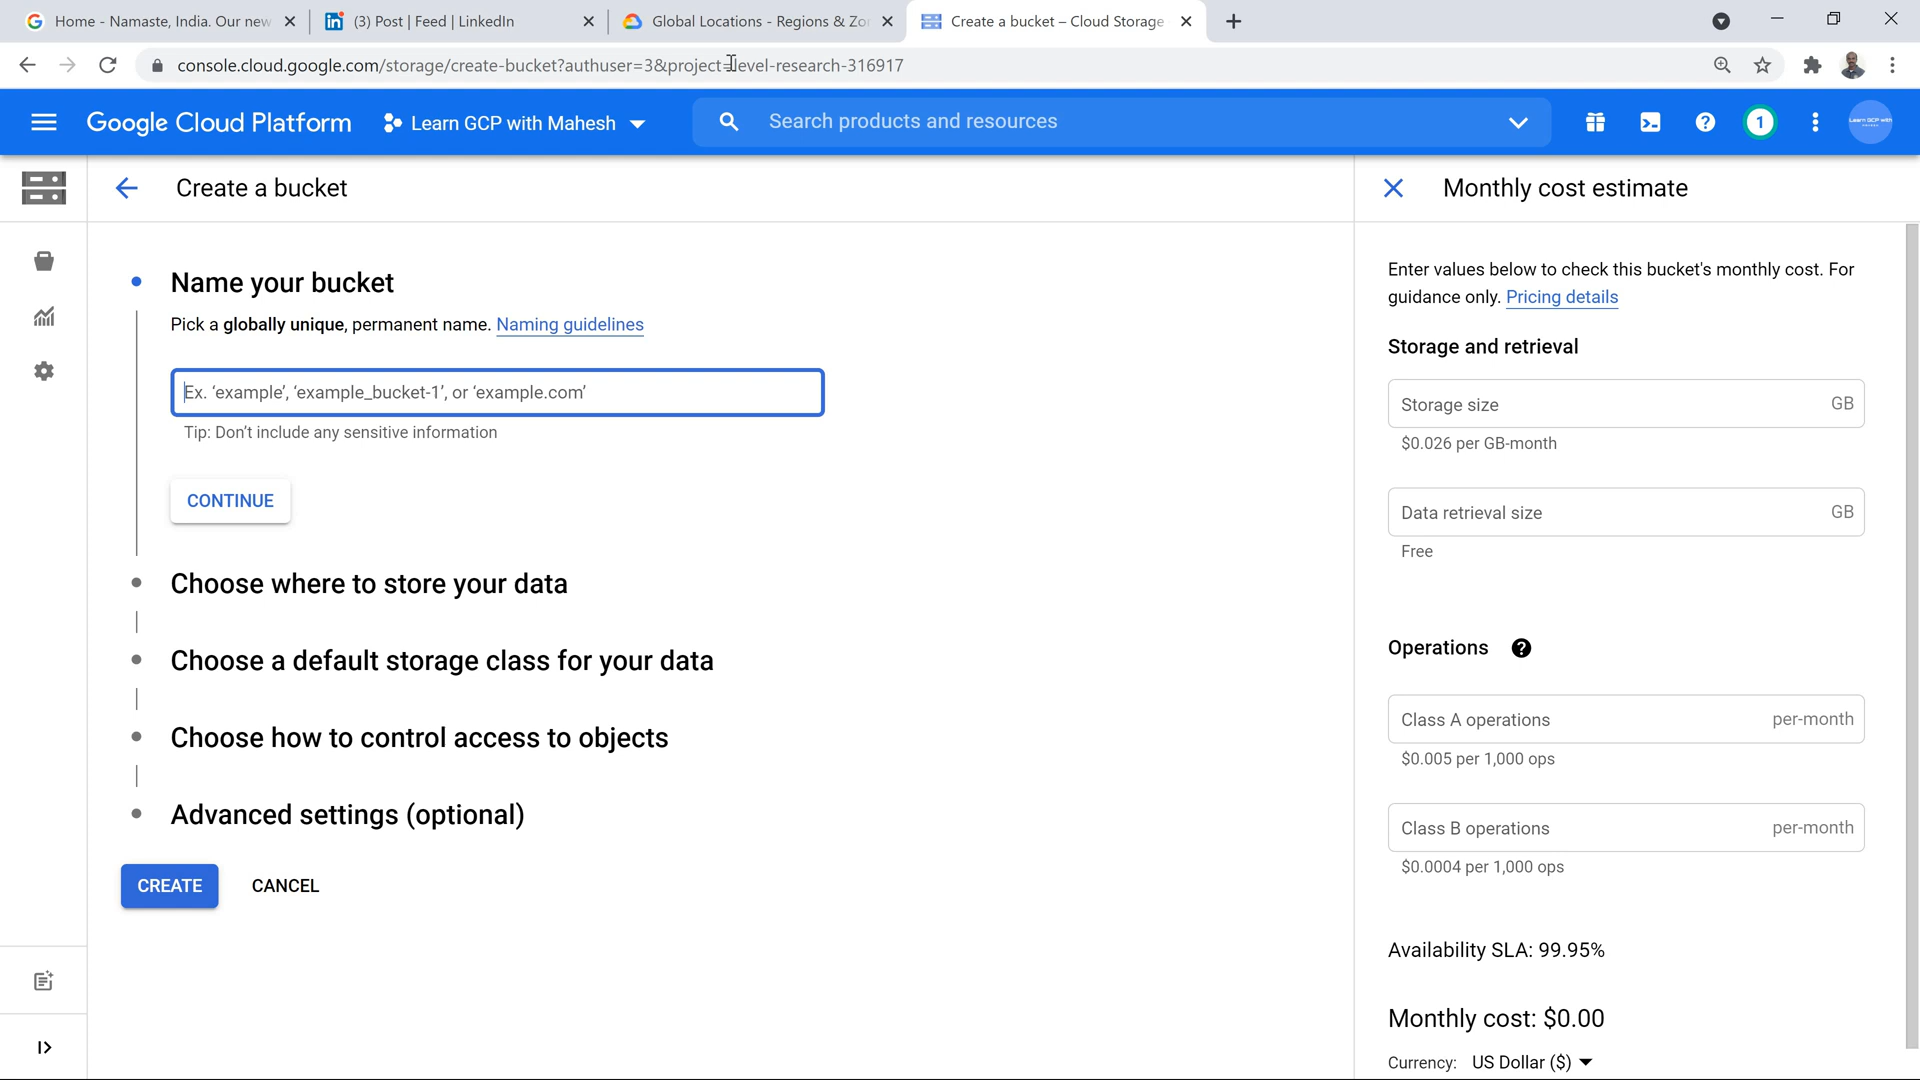 Home - Namaste, India. Our new
(3) Post | Feed | LinkedIn
Global Locations - Regions & Zo
Create a bucket – Cloud Storage
console.cloud.google.com/storage/create-bucket?authuser=3&project=level-research-316917
Google Cloud Platform
Learn GCP with Mahesh
Search products and resources
1
Learn GCP with
Create a bucket
Monthly cost estimate
Name your bucket
Pick a globally unique, permanent name. Naming guidelines
Ex. ‘example’, ‘example_bucket-1’, or ‘example.com’
Tip: Don’t include any sensitive information
CONTINUE
Choose where to store your data
Choose a default storage class for your data
Choose how to control access to objects
Advanced settings (optional)
CREATE
CANCEL
Enter values below to check this bucket's monthly cost. For
guidance only. Pricing details
Storage and retrieval
Storage size GB
$0.026 per GB-month
Data retrieval size GB
Free
Operations
Class A operations per-month
$0.005 per 1,000 ops
Class B operations per-month
$0.0004 per 1,000 ops
Availability SLA: 99.95%
Monthly cost: $0.00
Currency: US Dollar ($)